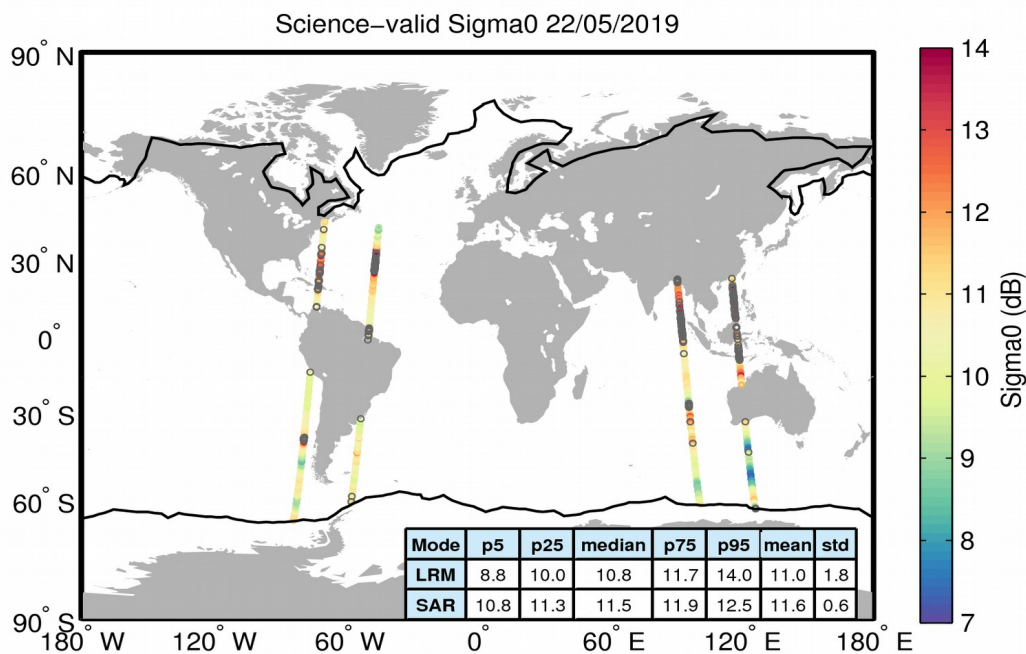 Science−valid Sigma0 22/05/2019
90° N
60° N
30° N
0°
30° S
60° S
90° S
180° W
120° W
60° W
0°
60° E
120° E
180° E
14
13
12
11
10
9
8
7
Sigma0 (dB)
Mode p5 p25 median p75 p95 mean std
LRM 8.8 10.0 10.8 11.7 14.0 11.0 1.8
SAR 10.8 11.3 11.5 11.9 12.5 11.6 0.6